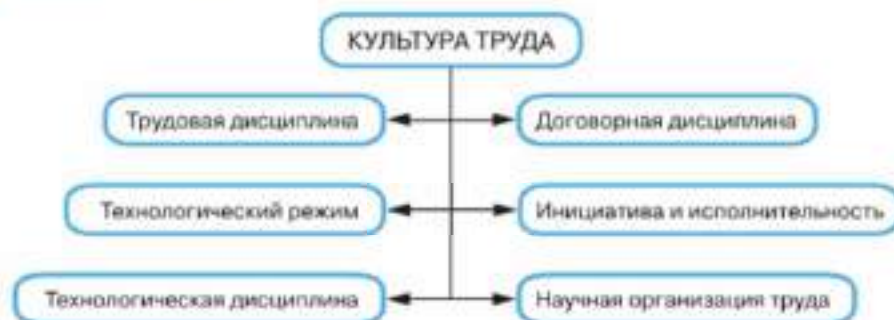 КУЛЬТУРА ТРУДА
Трудовая дисциплина
Договорная дисциплина
Технологический режим
Инициатива и исполнительность
Технологическая дисциплина
Научная организация труда